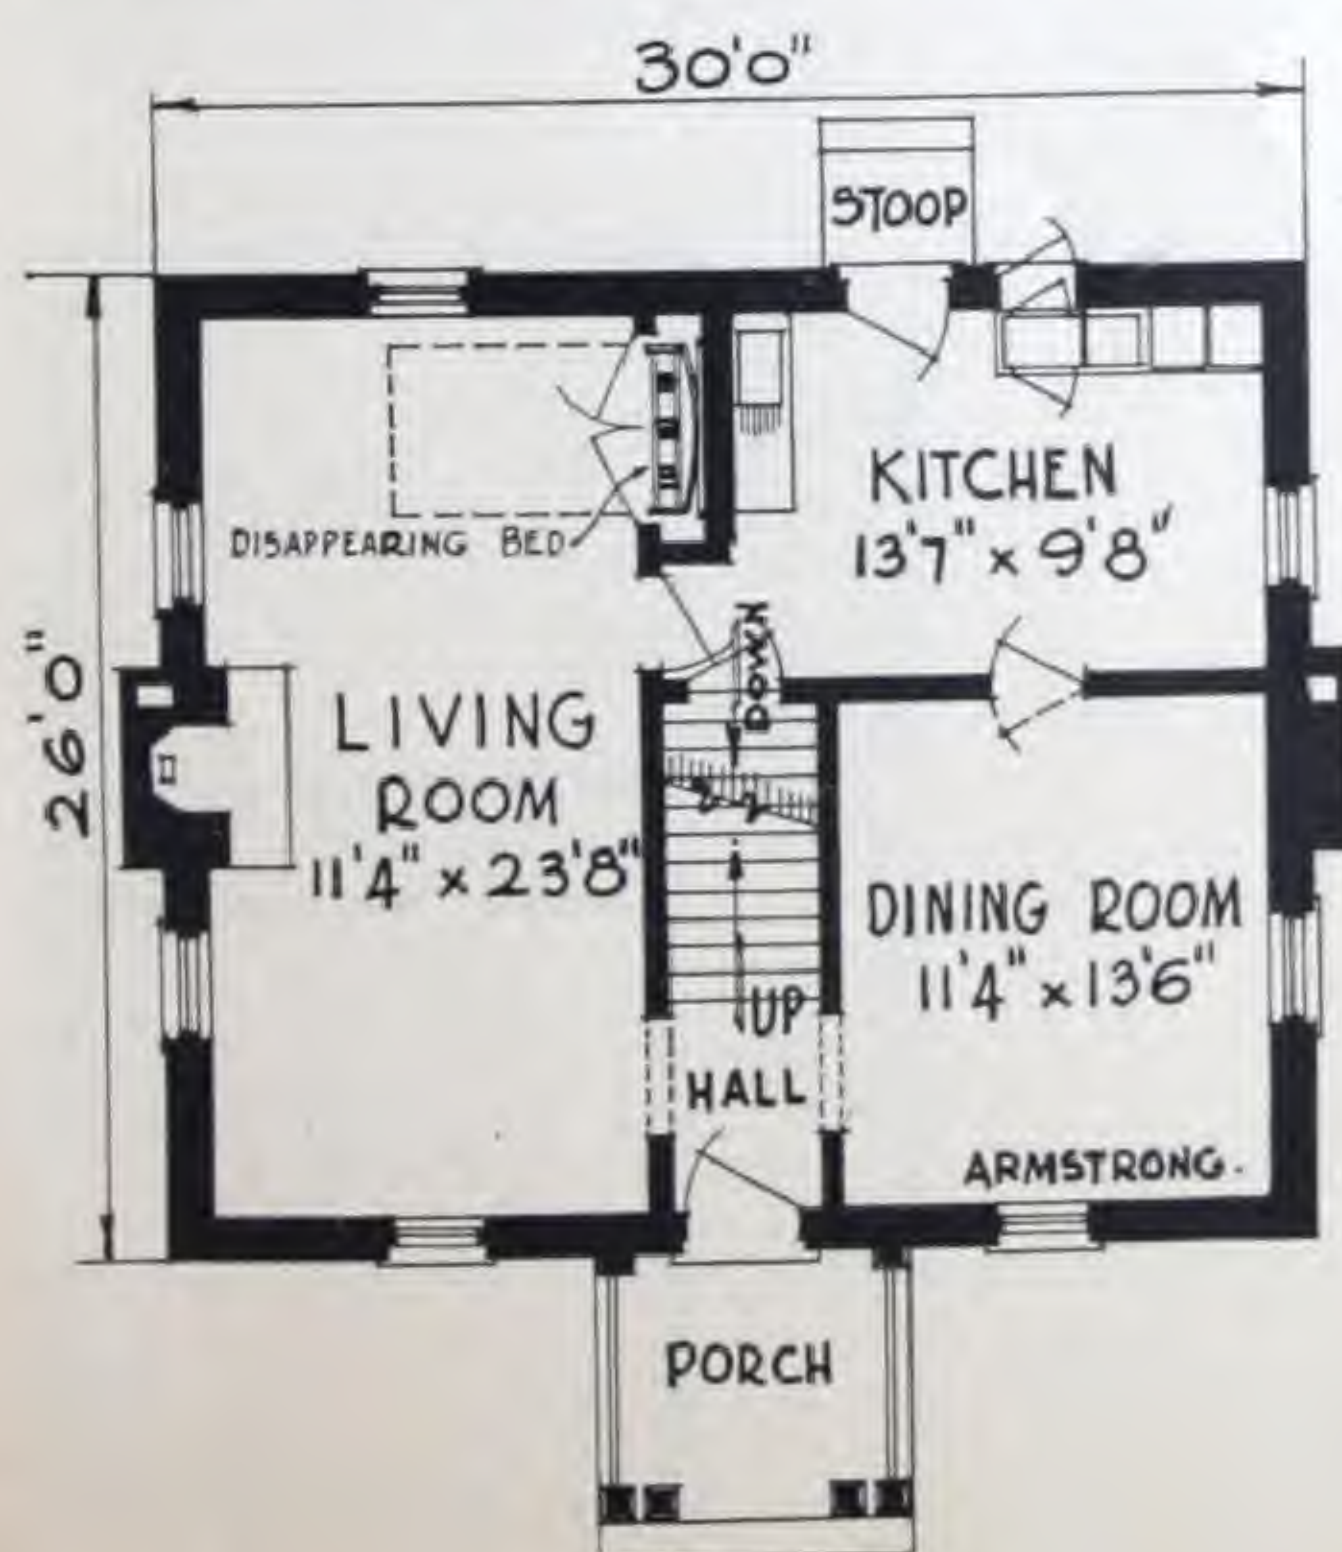 30'0"
STOOP
KITCHEN
13'7" x 9'8"
DISAPPEARING BED
DOWN
26'0"
LIVING
ROOM
11'4" x 23'8"
DINING ROOM
11'4" x 13'6"
UP
HALL
ARMSTRONG.
PORCH